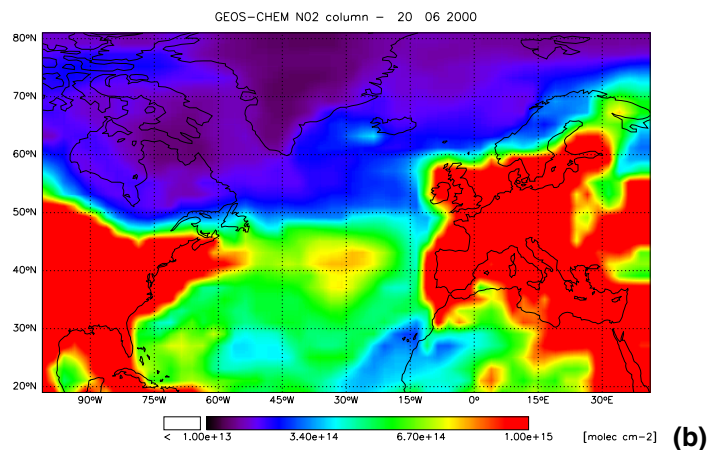 GEOS-CHEM NO2 column - 20 06 2000
80°N
70°N
60°N
50°N
40°N
30°N
20°N
90°W 75°W 60°W 45°W 30°W 15°W 0° 15°E 30°E
< 1.00e+13 3.40e+14 6.70e+14 1.00e+15 [molec cm-2] (b)